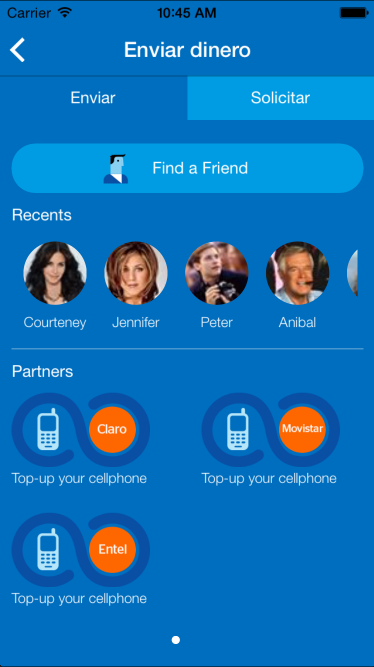 Carrier 10:45 AM
Enviar dinero
Enviar Solicitar
Find a Friend
Recents
Courteney Jennifer Peter Anibal
Partners
Claro Movistar
Top-up your cellphone Top-up your cellphone
Entel
Top-up your cellphone